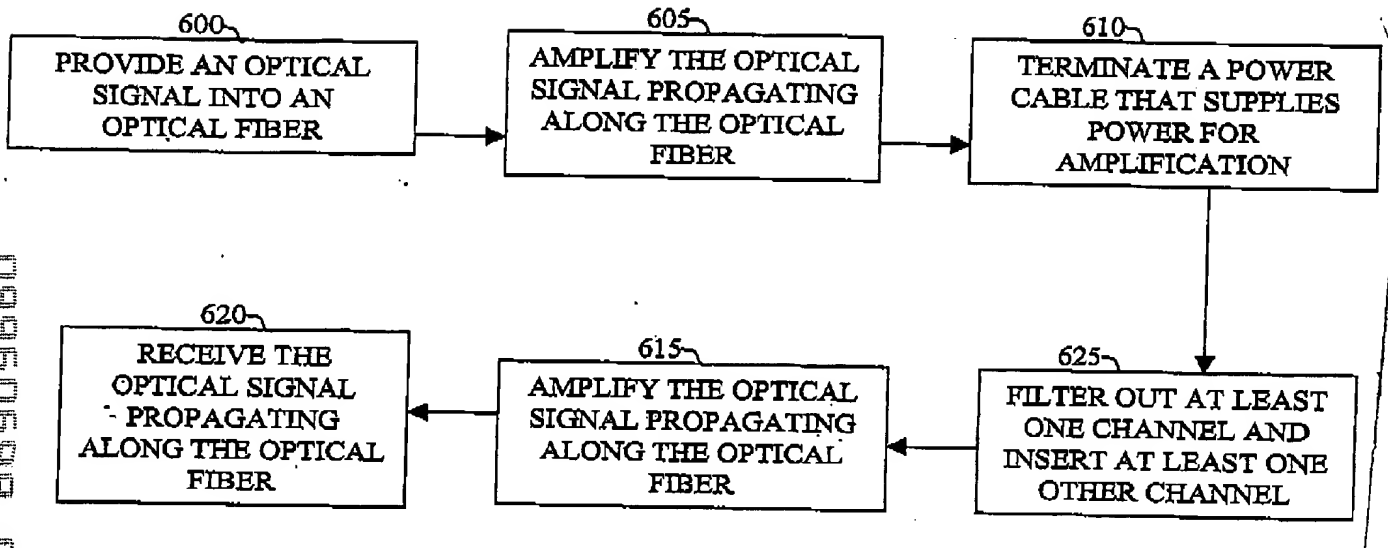 600
PROVIDE AN OPTICAL
SIGNAL INTO AN
OPTICAL FIBER
605
AMPLIFY THE OPTICAL
SIGNAL PROPAGATING
ALONG THE OPTICAL
FIBER
610
TERMINATE A POWER
CABLE THAT SUPPLIES
POWER FOR
AMPLIFICATION
625
FILTER OUT AT LEAST
ONE CHANNEL AND
INSERT AT LEAST ONE
OTHER CHANNEL
615
AMPLIFY THE OPTICAL
SIGNAL PROPAGATING
ALONG THE OPTICAL
FIBER
620
RECEIVE THE
OPTICAL SIGNAL
PROPAGATING
ALONG THE OPTICAL
FIBER